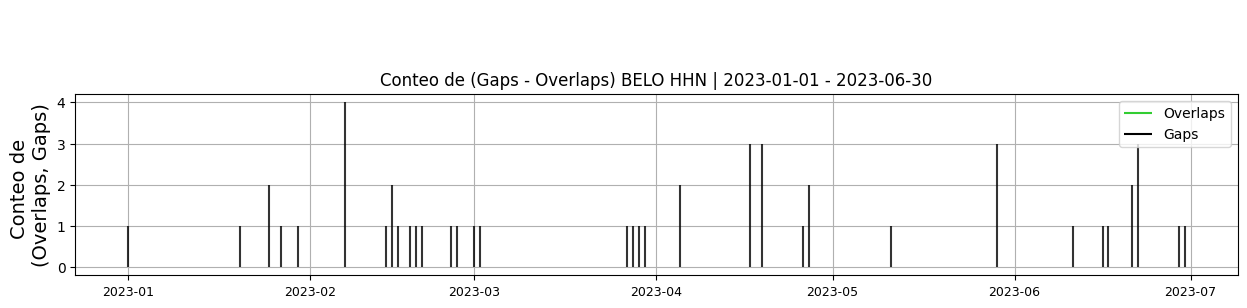 Conteo de (Gaps - Overlaps) BELO HHN | 2023-01-01 - 2023-06-30
Conteo de
(Overlaps, Gaps)
4
3
2
1
0
Overlaps
Gaps
2023-01
2023-02
2023-03
2023-04
2023-05
2023-06
2023-07